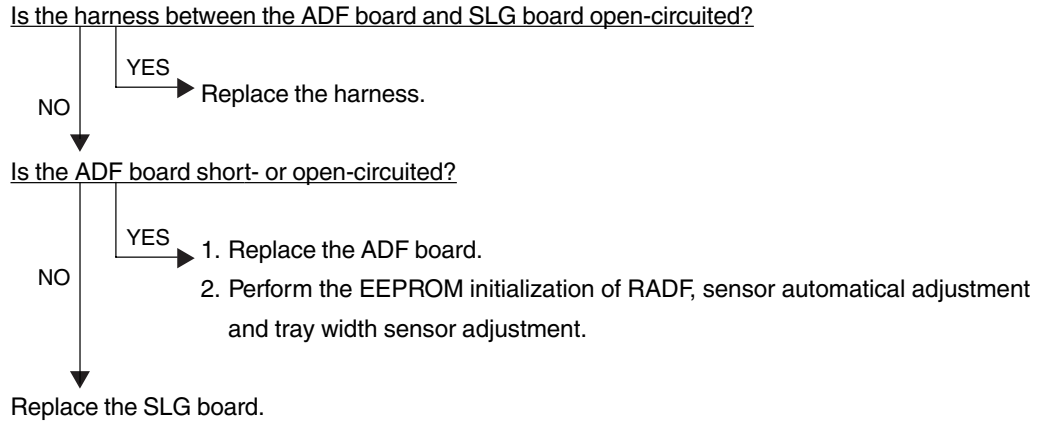 Is the harness between the ADF board and SLG board open-circuited?
YES
Replace the harness.
NO
Is the ADF board short- or open-circuited?
YES
1. Replace the ADF board.
NO
2. Perform the EEPROM initialization of RADF, sensor automatical adjustment
and tray width sensor adjustment.
Replace the SLG board.